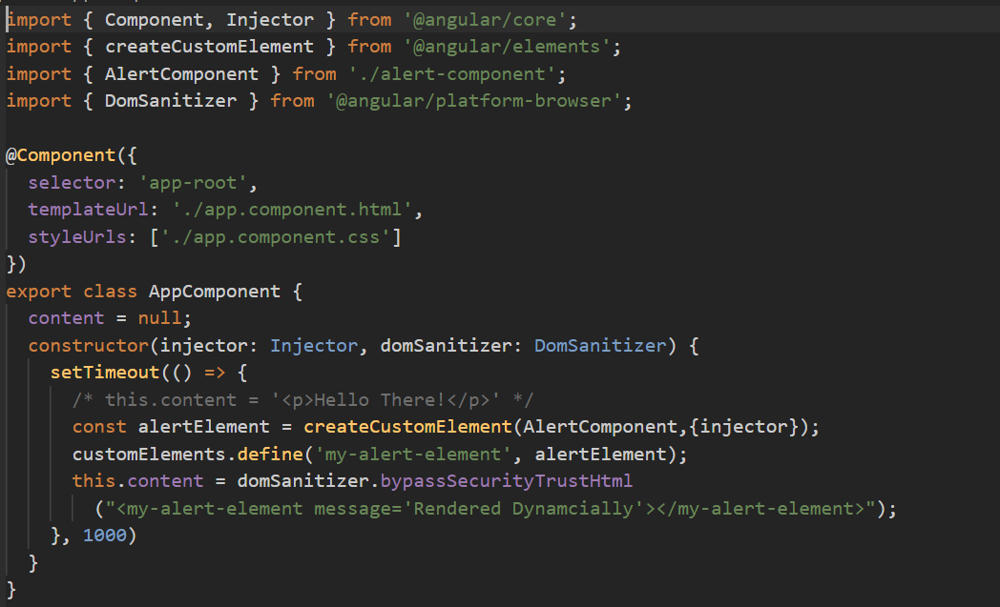 import { Component, Injector } from '@angular/core';
import { createCustomElement } from '@angular/elements';
import { AlertComponent } from './alert-component';
import { DomSanitizer } from '@angular/platform-browser';

@Component({
  selector: 'app-root',
  templateUrl: './app.component.html',
  styleUrls: ['./app.component.css']
})
export class AppComponent {
  content = null;
  constructor(injector: Injector, domSanitizer: DomSanitizer) {
    setTimeout(() => {
      /* this.content = '<p>Hello There!</p>' */
      const alertElement = createCustomElement(AlertComponent,{injector});
      customElements.define('my-alert-element', alertElement);
      this.content = domSanitizer.bypassSecurityTrustHtml
        ("<my-alert-element message='Rendered Dynamcially'></my-alert-element>");
    }, 1000)
  }
}